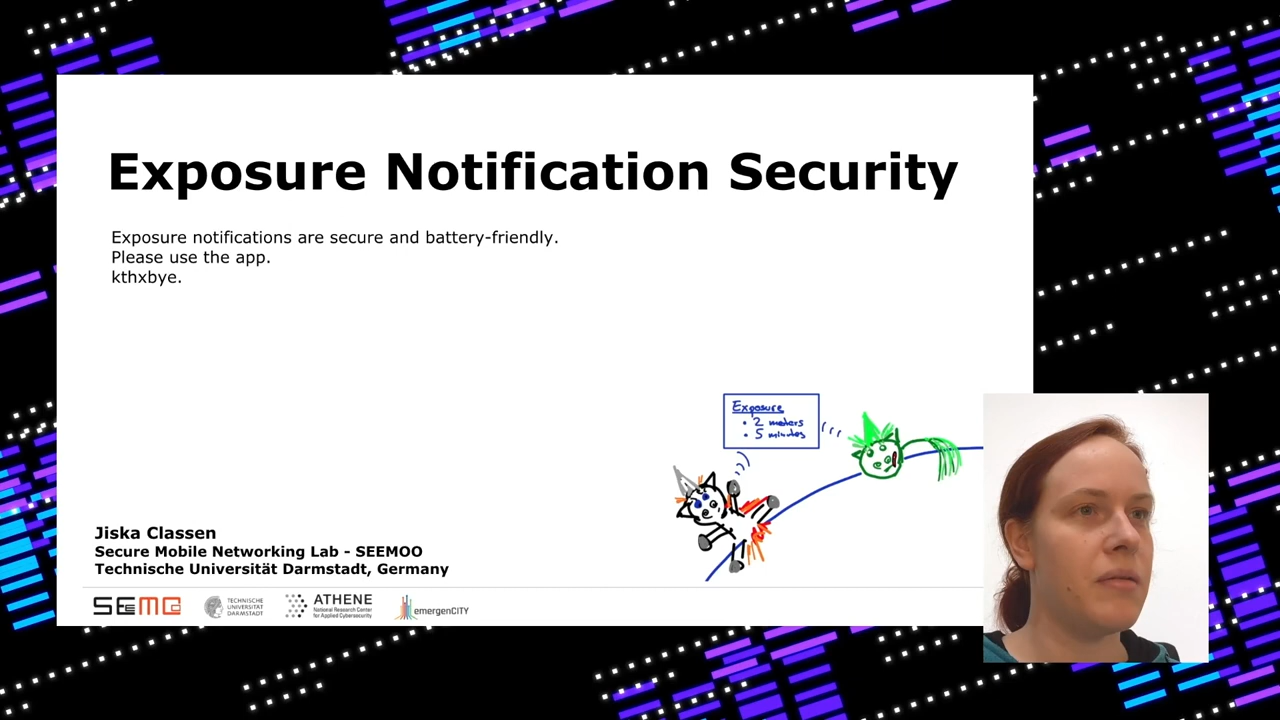 Exposure Notification Security
Exposure notifications are secure and battery-friendly.
Please use the app.
kthxbye.
Exposure
• 2 meters
• 5 minutes
Jiska Classen
Secure Mobile Networking Lab - SEEMOO
Technische Universität Darmstadt, Germany
SEMO
TECHNISCHE
UNIVERSITÄT
DARMSTADT
ATHENE
National Research Center
for Applied Cybersecurity
emergenCITY